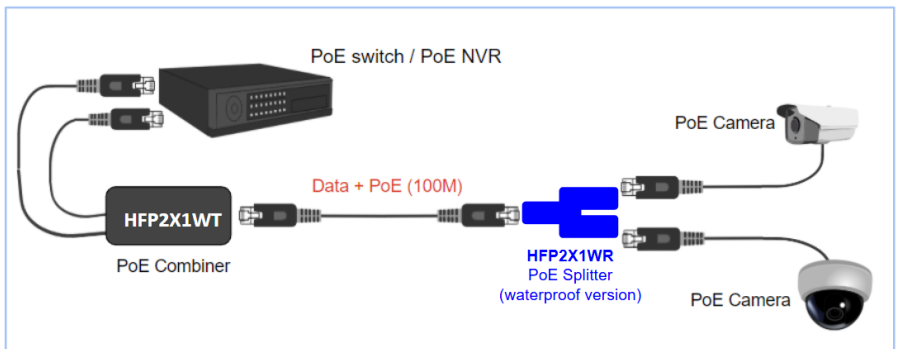 PoE switch / PoE NVR
PoE Camera
Data + PoE (100M)
HFP2X1WT
PoE Combiner
HFP2X1WR
PoE Splitter
(waterproof version)
PoE Camera